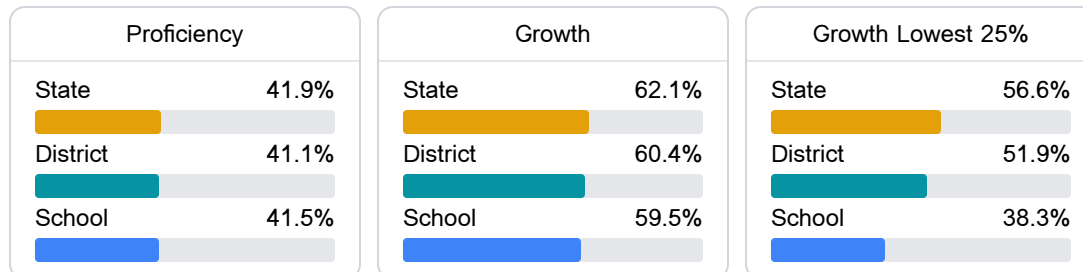 Proficiency
State 41.9%
District 41.1%
School 41.5%
Growth
State 62.1%
District 60.4%
School 59.5%
Growth Lowest 25%
State 56.6%
District 51.9%
School 38.3%